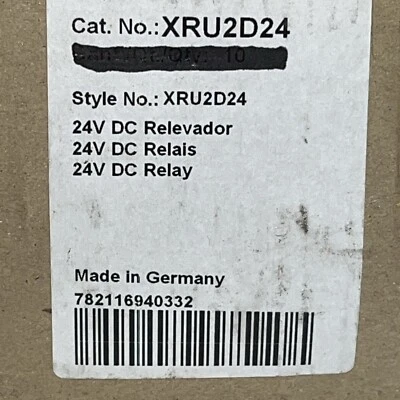 Cat. No.: XRU2D24
10
Style No.: XRU2D24
24V DC Relevador
24V DC Relais
24V DC Relay
Made in Germany
782116940332